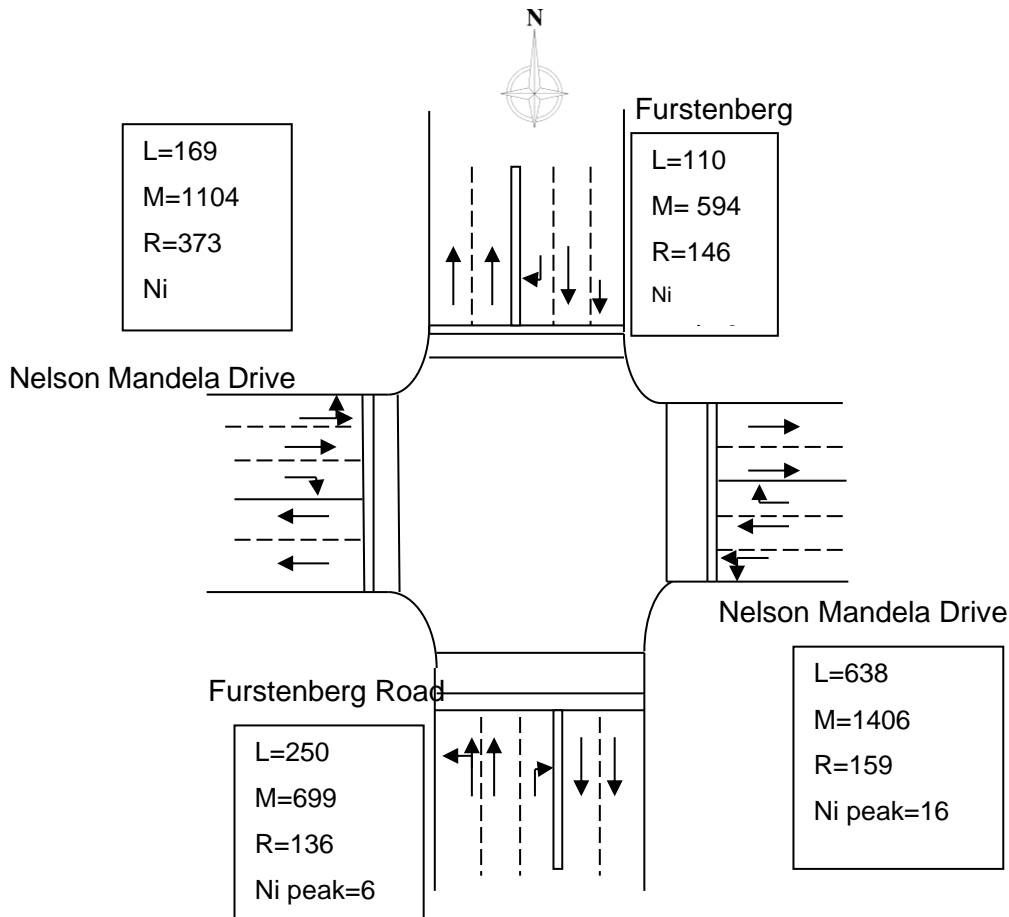 N
Furstenberg
L=169
M=1104
R=373
Ni
L=110
M= 594
R=146
Ni
Nelson Mandela Drive
Nelson Mandela Drive
Furstenberg Road
L=250
M=699
R=136
Ni peak=6
L=638
M=1406
R=159
Ni peak=16